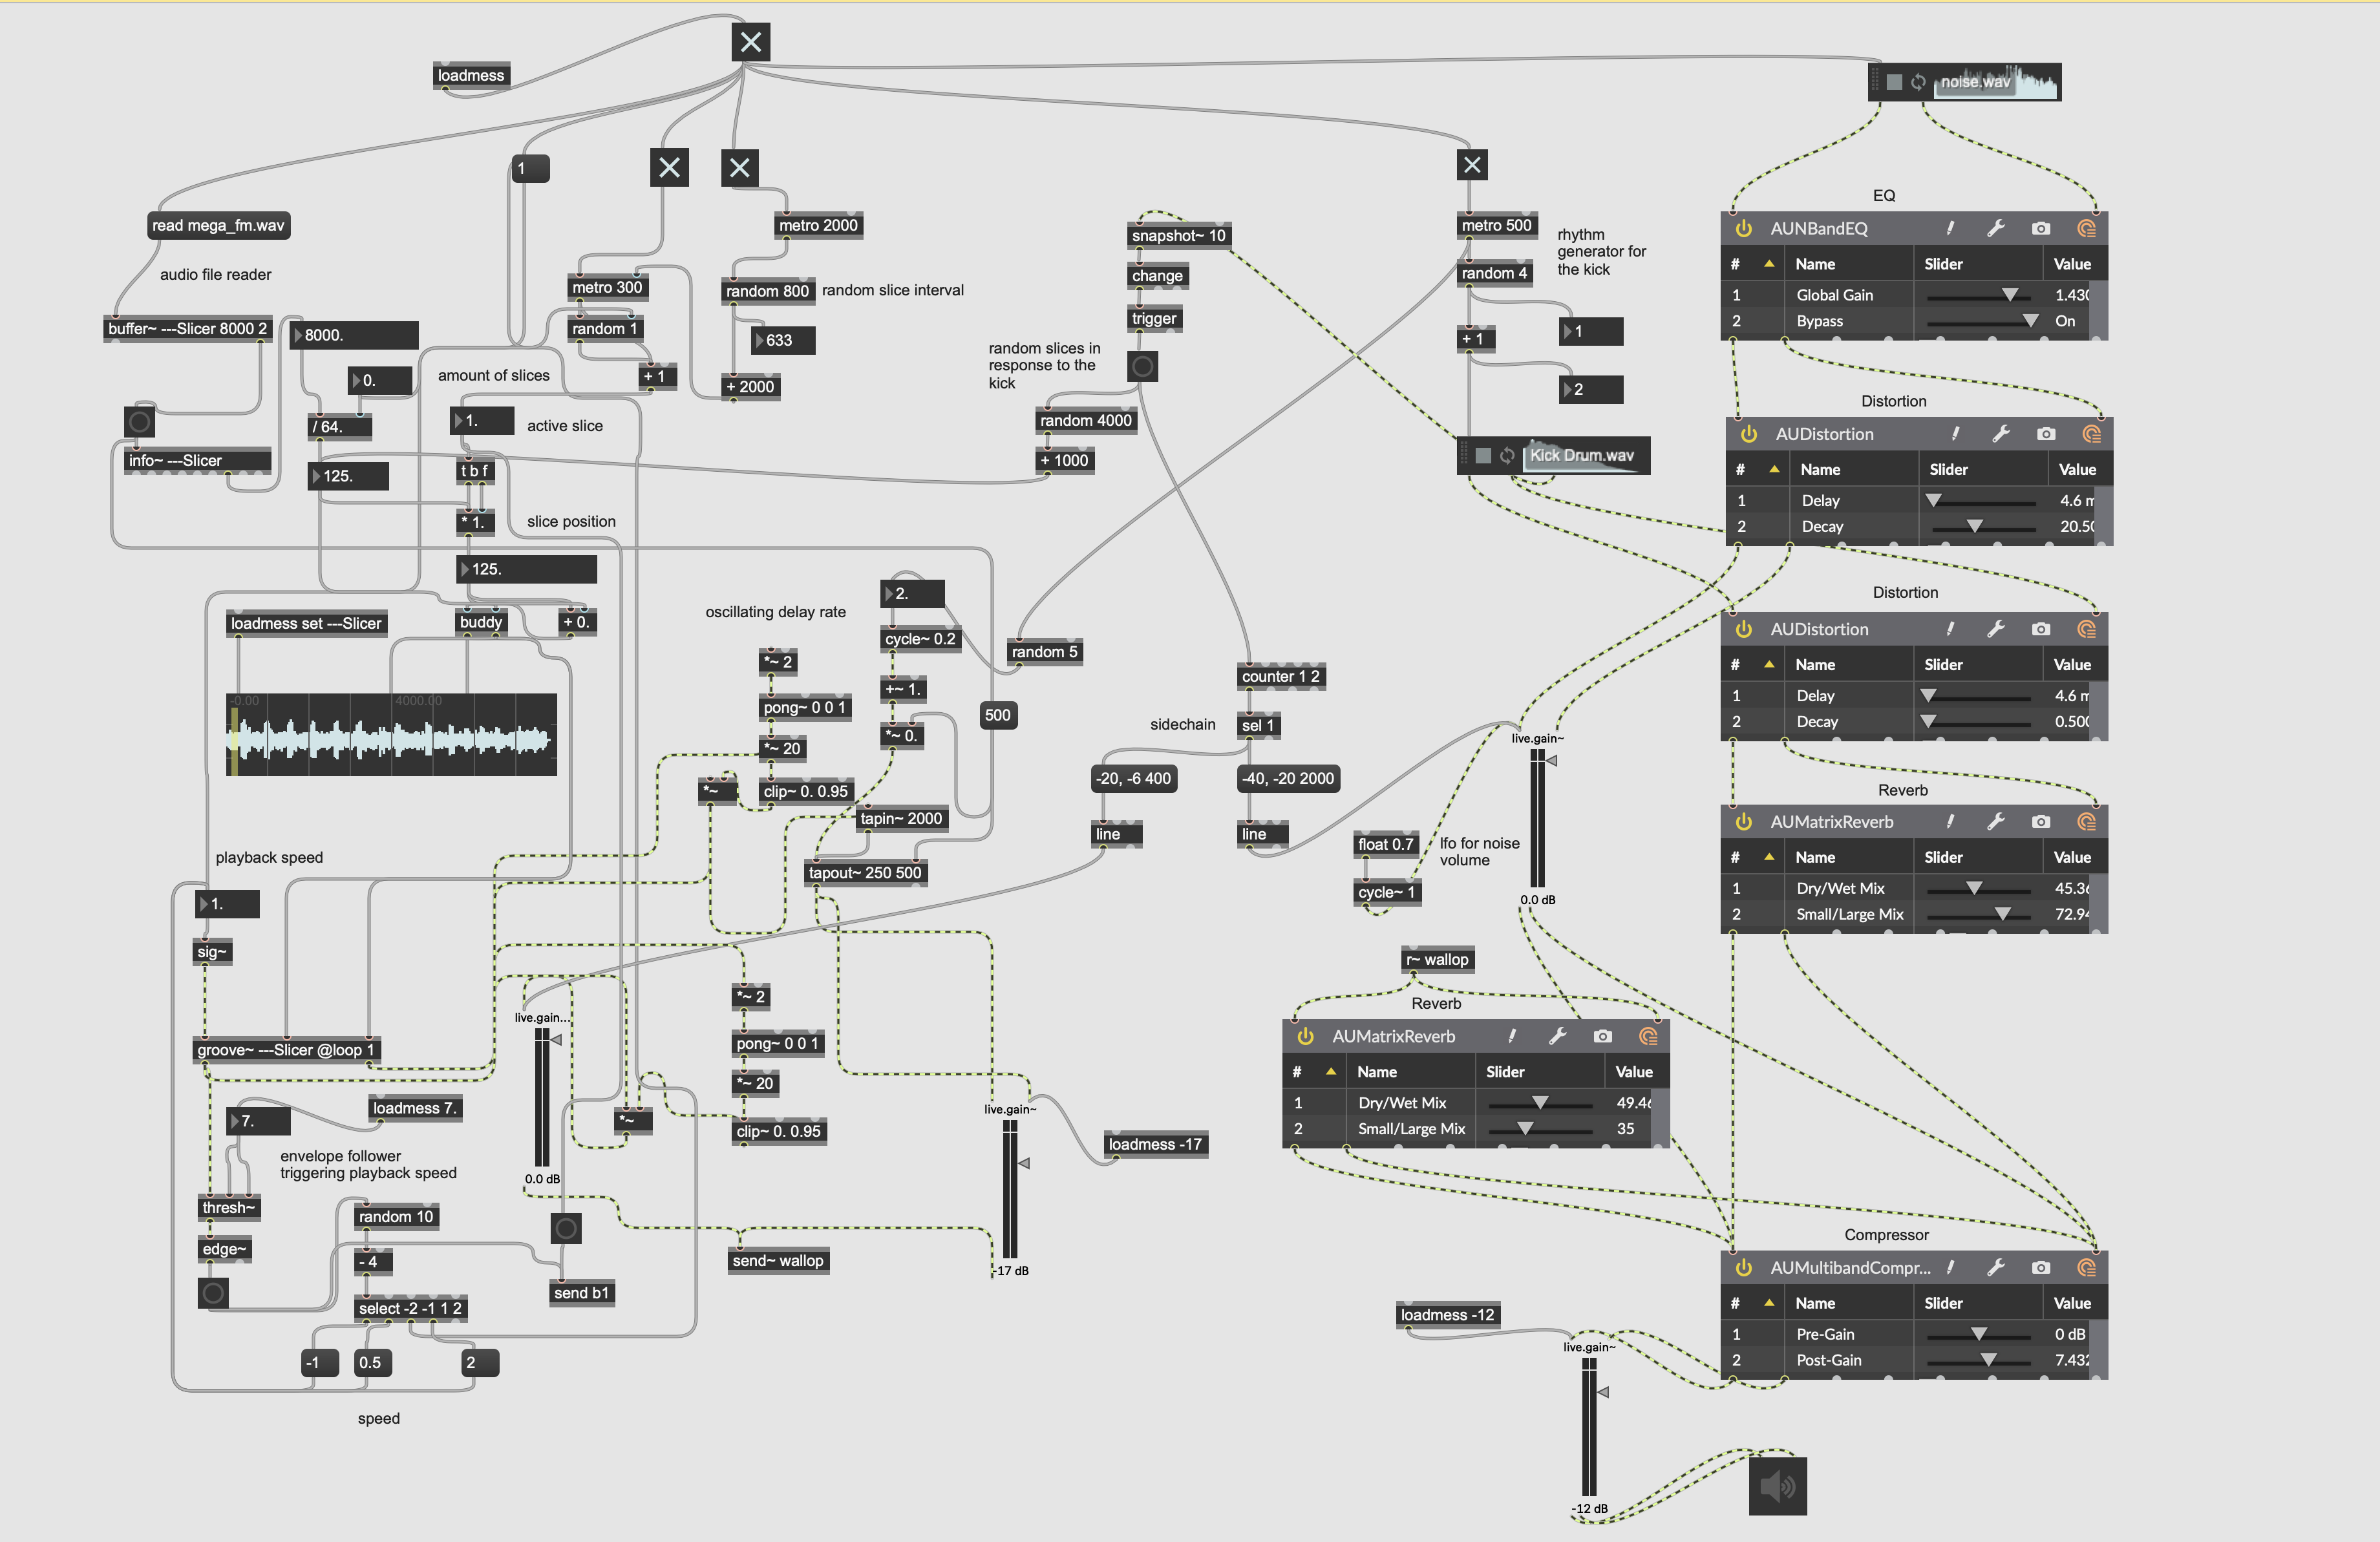 loadmess
noise.wav
1
read mega_fm.wav
audio file reader
metro 2000
snapshot~ 10
metro 500
rhythm
generator for
the kick
EQ
AUNBandEQ
# Name Slider Value
1 Global Gain 1.430
2 Bypass On
metro 300
random 800
random slice interval
change
random 4
buffer~ ---Slicer 8000 2
8000.
random 1
633
trigger
1
+ 1
0.
amount of slices
+ 1
+ 2000
random slices in
response to the
kick
2
/ 64.
1.
active slice
random 4000
Distortion
AUDistortion
# Name Slider Value
1 Delay 4.6 m
2 Decay 20.50
info~ ---Slicer
125.
t b f
+ 1000
Kick Drum.wav
* 1.
slice position
125.
oscillating delay rate
2.
loadmess set ---Slicer
buddy
+ 0.
cycle~ 0.2
random 5
Distortion
AUDistortion
# Name Slider Value
1 Delay 4.6 m
2 Decay 0.500
*~ 2
+~ 1.
counter 1 2
-0.00
4000.00
pong~ 0 0 1
*~ 0.
500
sidechain
sel 1
*~ 20
live.gain~
*~
clip~ 0. 0.95
-20, -6 400
-40, -20 2000
Reverb
AUMatrixReverb
# Name Slider Value
1 Dry/Wet Mix 45.36
2 Small/Large Mix 72.94
tapin~ 2000
line
line
float 0.7
lfo for noise
volume
playback speed
tapout~ 250 500
cycle~ 1
0.0 dB
1.
sig~
r~ wallop
*~ 2
Reverb
AUMatrixReverb
# Name Slider Value
1 Dry/Wet Mix 49.46
2 Small/Large Mix 35
live.gain...
groove~ ---Slicer @loop 1
pong~ 0 0 1
*~ 20
7.
loadmess 7.
*~
clip~ 0. 0.95
live.gain~
loadmess -17
envelope follower
triggering playback speed
0.0 dB
thresh~
random 10
edge~
- 4
send~ wallop
-17 dB
send b1
select -2 -1 1 2
-1
0.5
2
speed
Compressor
AUMultibandCompr...
# Name Slider Value
1 Pre-Gain 0 dB
2 Post-Gain 7.432
loadmess -12
live.gain~
-12 dB